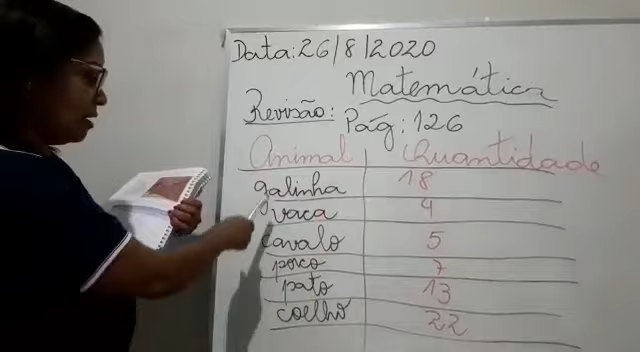 Data: 26/8/2020
Matemática
Revisão: Pág: 126
Animal Quantidade
galinha 18
vaca 4
cavalo 5
porco 7
pato 13
coelho 22